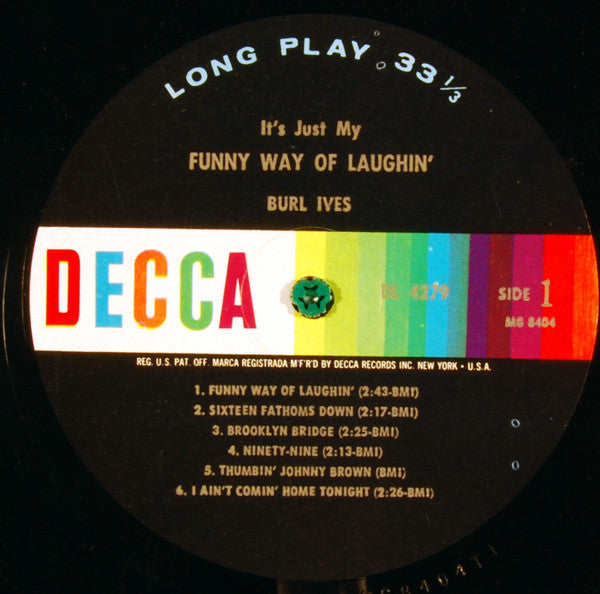 LONG PLAY 33 1/3
It's Just My
FUNNY WAY OF LAUGHIN'
BURL IVES
DECCA
DL 4279
SIDE 1
MG 8404
REG. U.S. PAT. OFF. MARCA REGISTRADA M'F'R'D BY DECCA RECORDS INC. NEW YORK • U.S.A.
1. FUNNY WAY OF LAUGHIN' (2:43-BMI)
2. SIXTEEN FATHOMS DOWN (2:17-BMI)
3. BROOKLYN BRIDGE (2:25-BMI)
4. NINETY-NINE (2:13-BMI)
5. THUMBIN' JOHNNY BROWN (BMI)
6. I AIN'T COMIN' HOME TONIGHT (2:26-BMI)